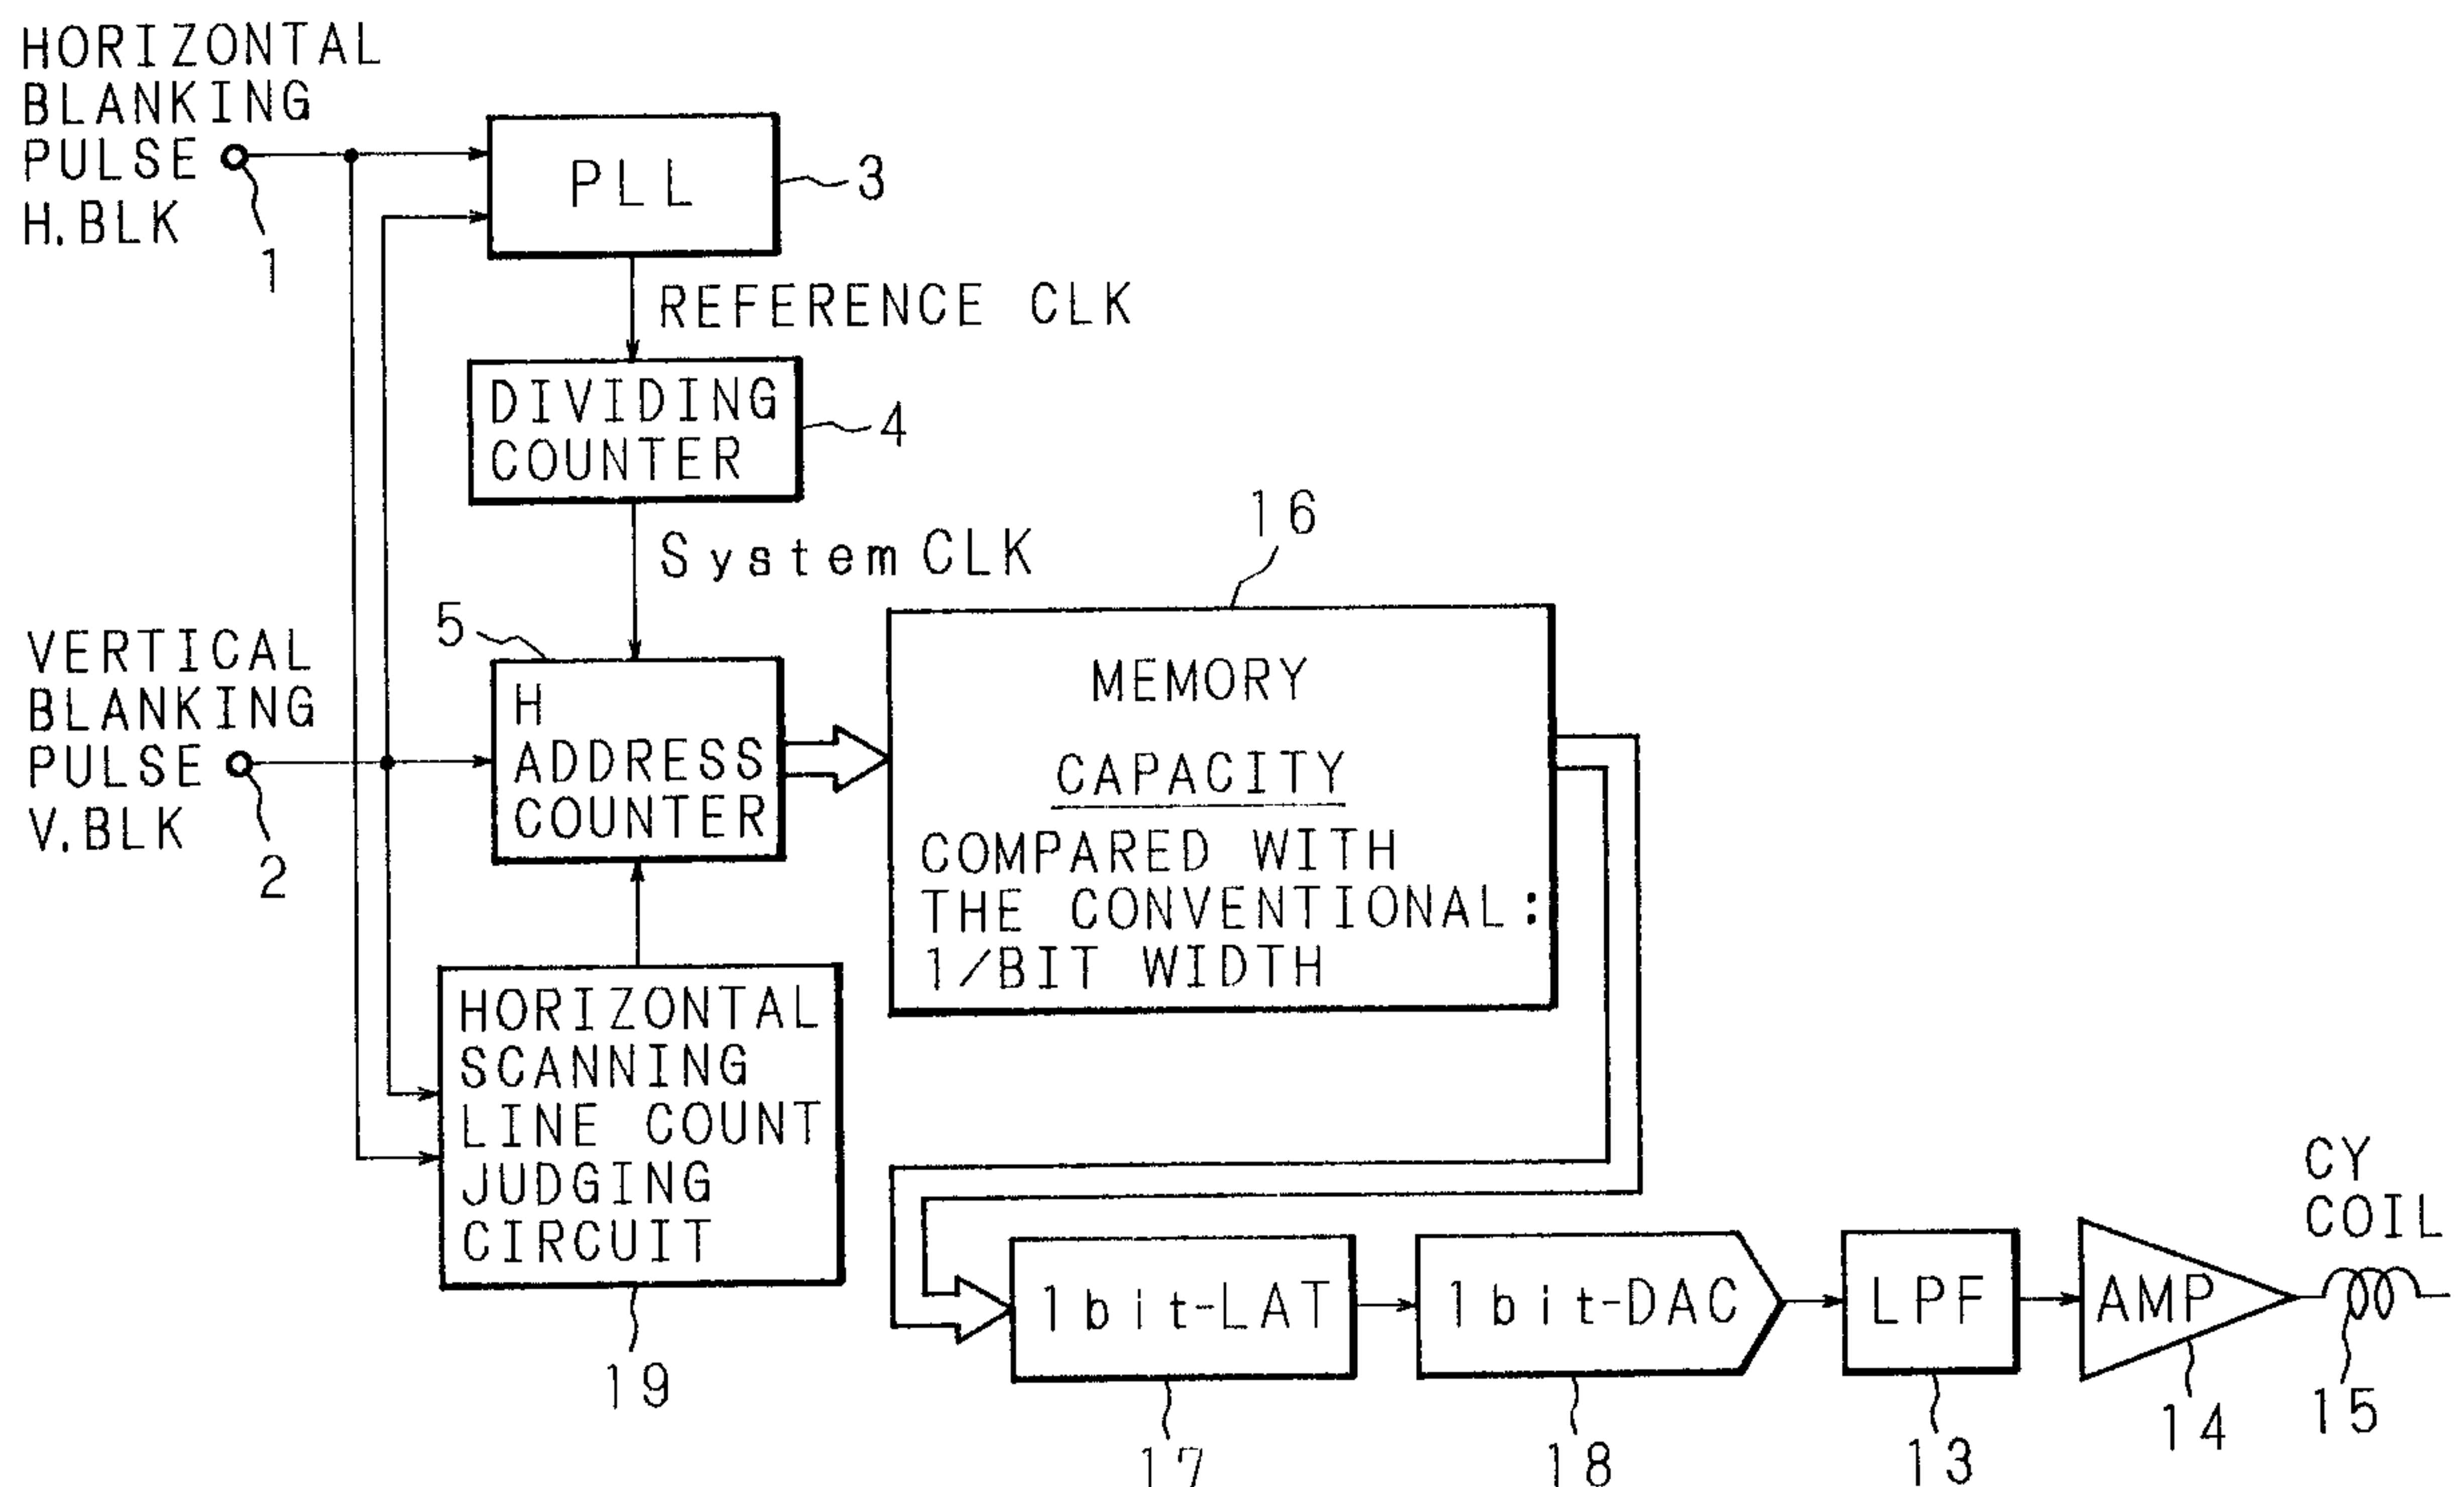 HORIZONTAL
BLANKING
PULSE
H.BLK
1
PLL
3
REFERENCE CLK
DIVIDING
COUNTER
4
System CLK
16
5
VERTICAL
BLANKING
PULSE
V.BLK
2
H
ADDRESS
COUNTER
MEMORY
CAPACITY
COMPARED WITH
THE CONVENTIONAL:
1/BIT WIDTH
HORIZONTAL
SCANNING
LINE COUNT
JUDGING
CIRCUIT
19
1bit-LAT
17
1bit-DAC
18
LPF
13
AMP
14
CY
COIL
15